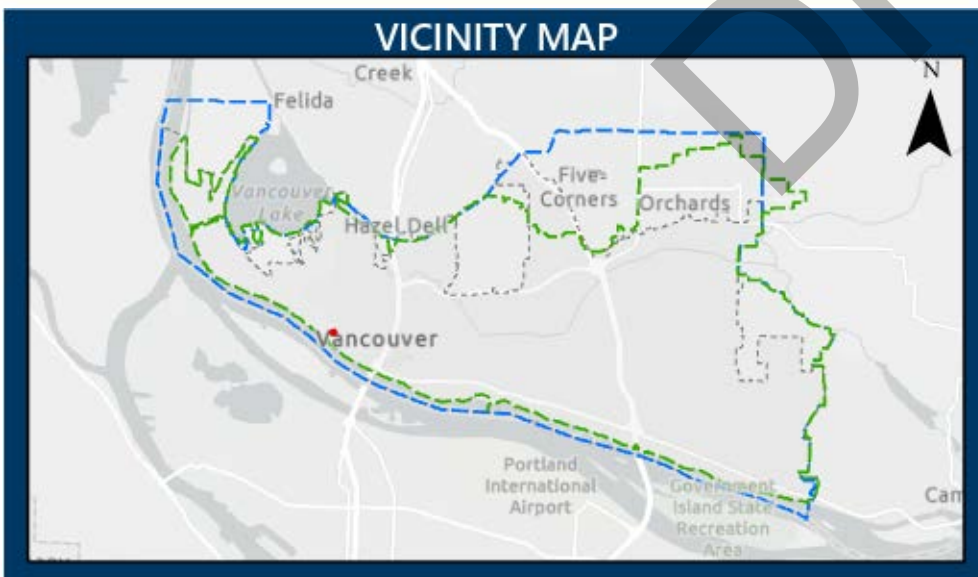 VICINITY MAP
Creek
N
Felida
Vancouver
Lake
Five
Corners
Orchards
Hazel Dell
Vancouver
Portland
International
Airport
Government
Island State
Recreation
Area
Cam